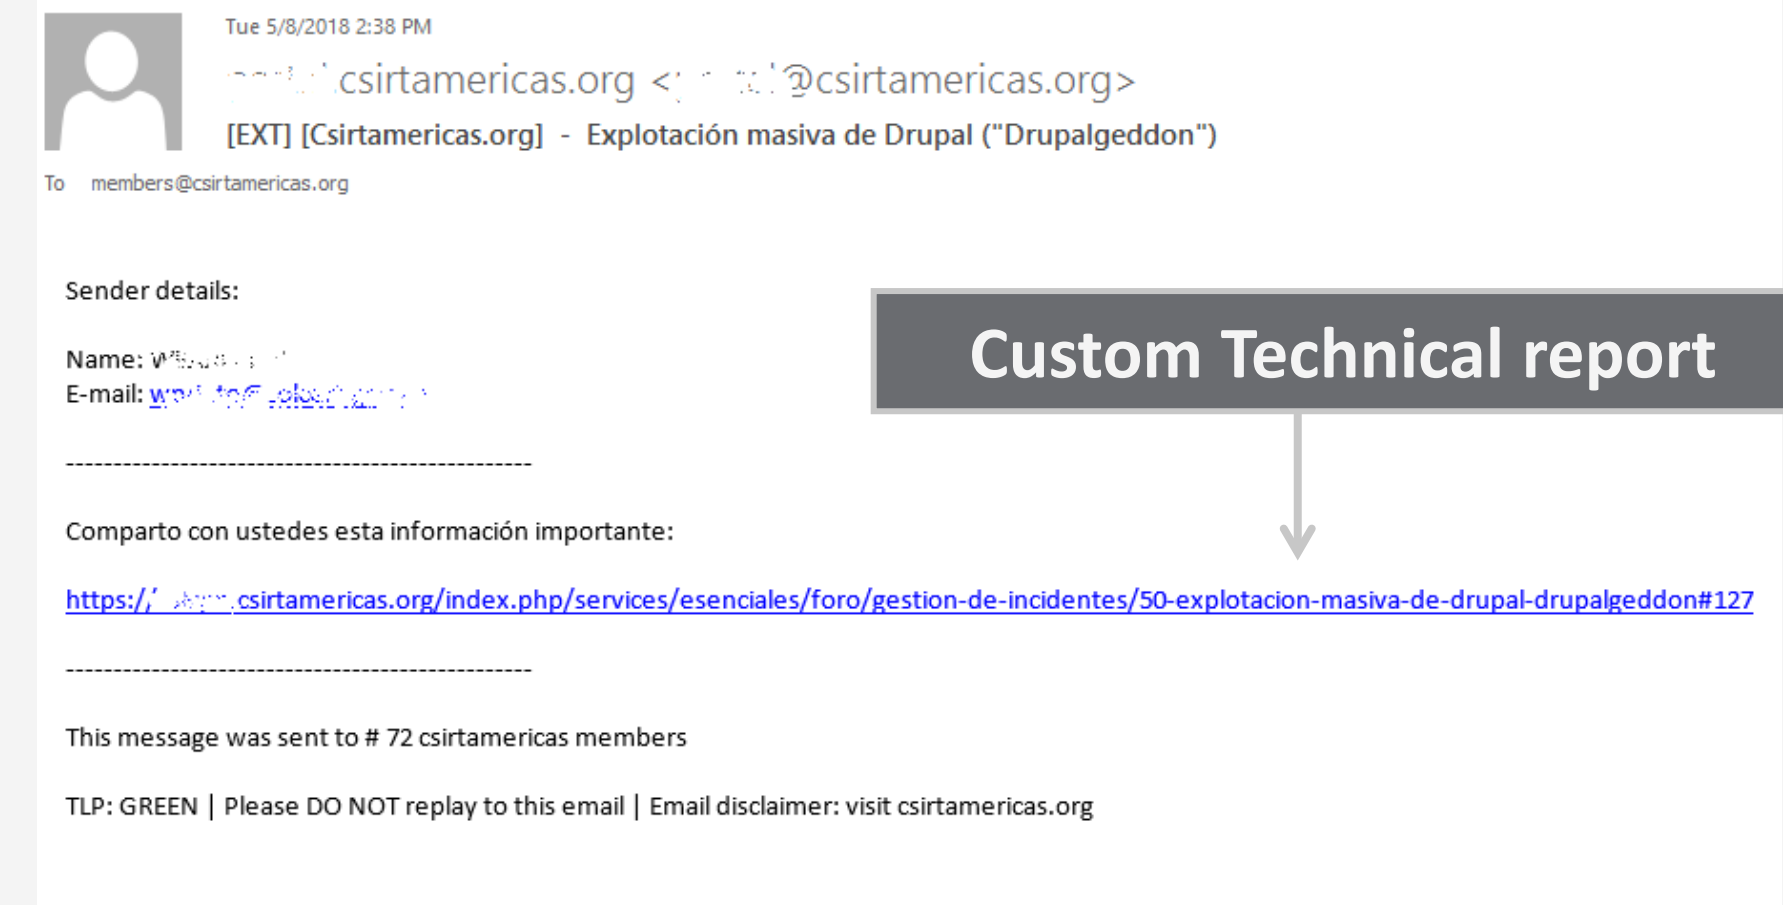 Tue 5/8/2018 2:38 PM
.csirtamericas.org < @csirtamericas.org>
[EXT] [Csirtamericas.org] - Explotación masiva de Drupal ("Drupalgeddon")
To members@csirtamericas.org
Sender details:
Custom Technical report
Name:
E-mail:
-------------------------------------------------
Comparto con ustedes esta información importante:
https:// .csirtamericas.org/index.php/services/esenciales/foro/gestion-de-incidentes/50-explotacion-masiva-de-drupal-drupalgeddon#127
-------------------------------------------------
This message was sent to # 72 csirtamericas members
TLP: GREEN | Please DO NOT replay to this email | Email disclaimer: visit csirtamericas.org